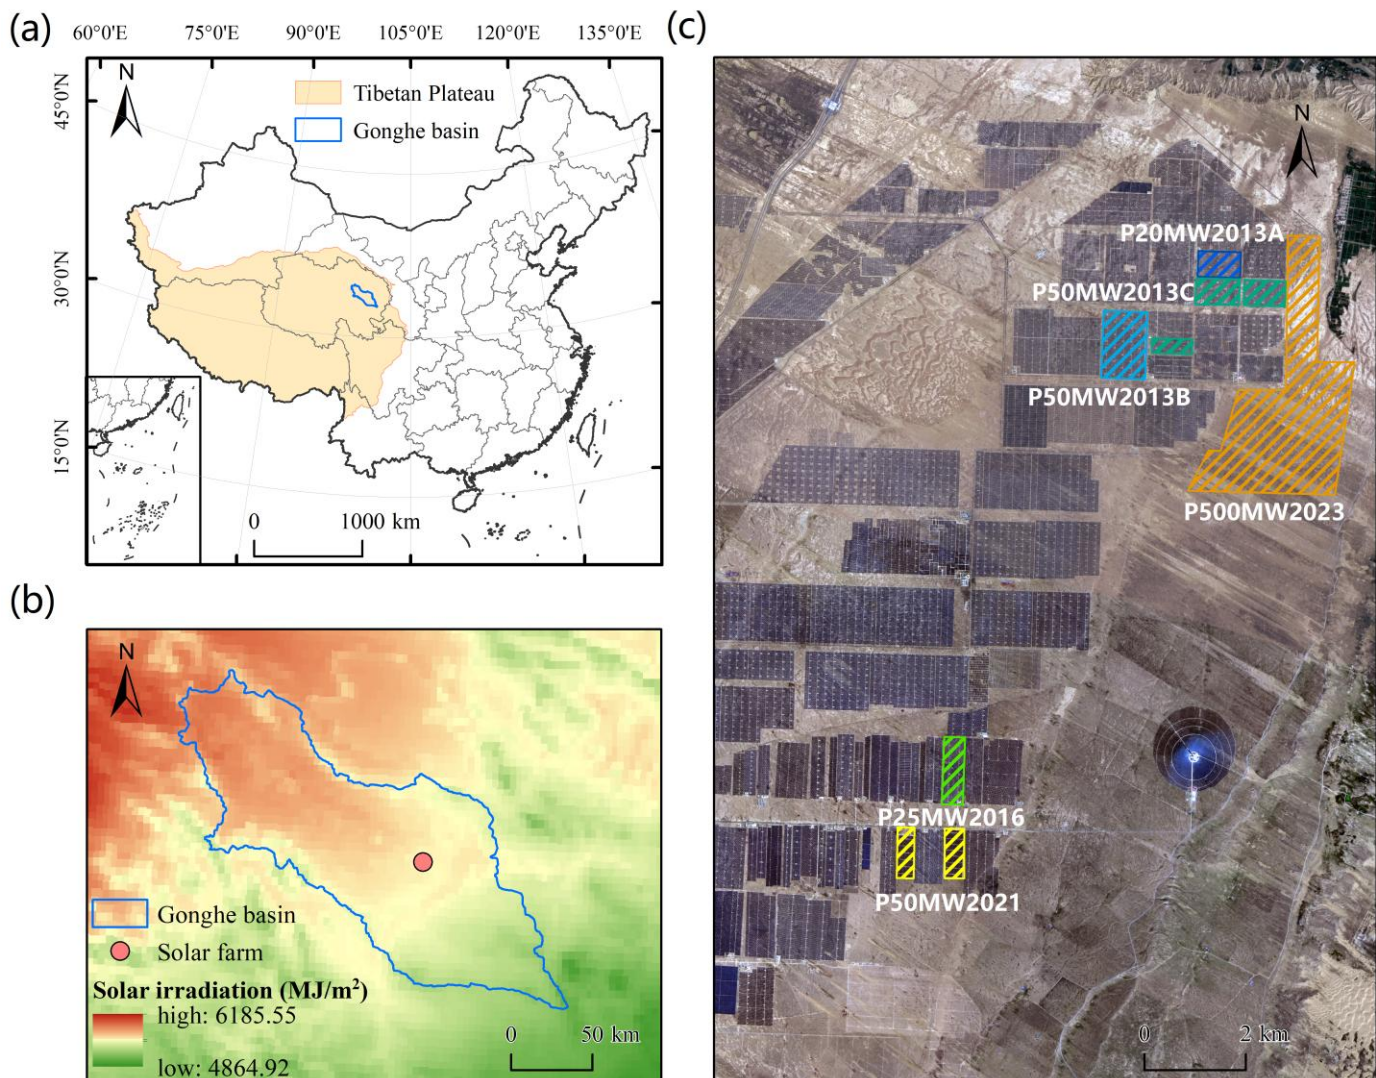 (a)
60°0'E 75°0'E 90°0'E 105°0'E 120°0'E 135°0'E
45°0'N
30°0'N
15°0'N
N
Tibetan Plateau
Gonghe basin
0 1000 km
(b)
N
Gonghe basin
Solar farm
Solar irradiation (MJ/m²)
high: 6185.55
low: 4864.92
0 50 km
(c)
N
P20MW2013A
P50MW2013C
P50MW2013B
P500MW2023
P25MW2016
P50MW2021
0 2 km